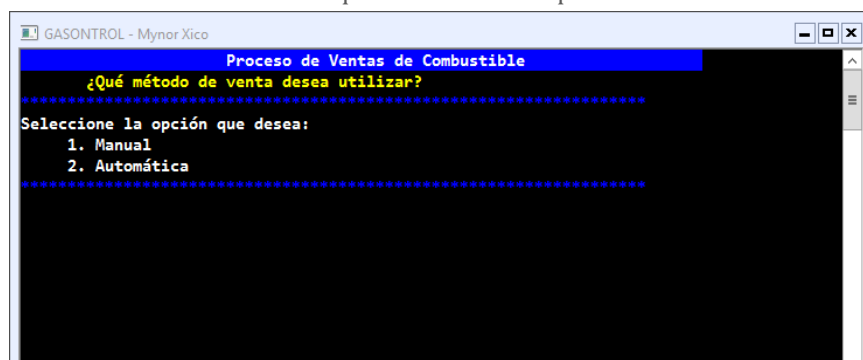 GASONTROL - Mynor Xico
Proceso de Ventas de Combustible
¿Qué método de venta desea utilizar?
************************************************************
Seleccione la opción que desea:
1. Manual
2. Automática
************************************************************